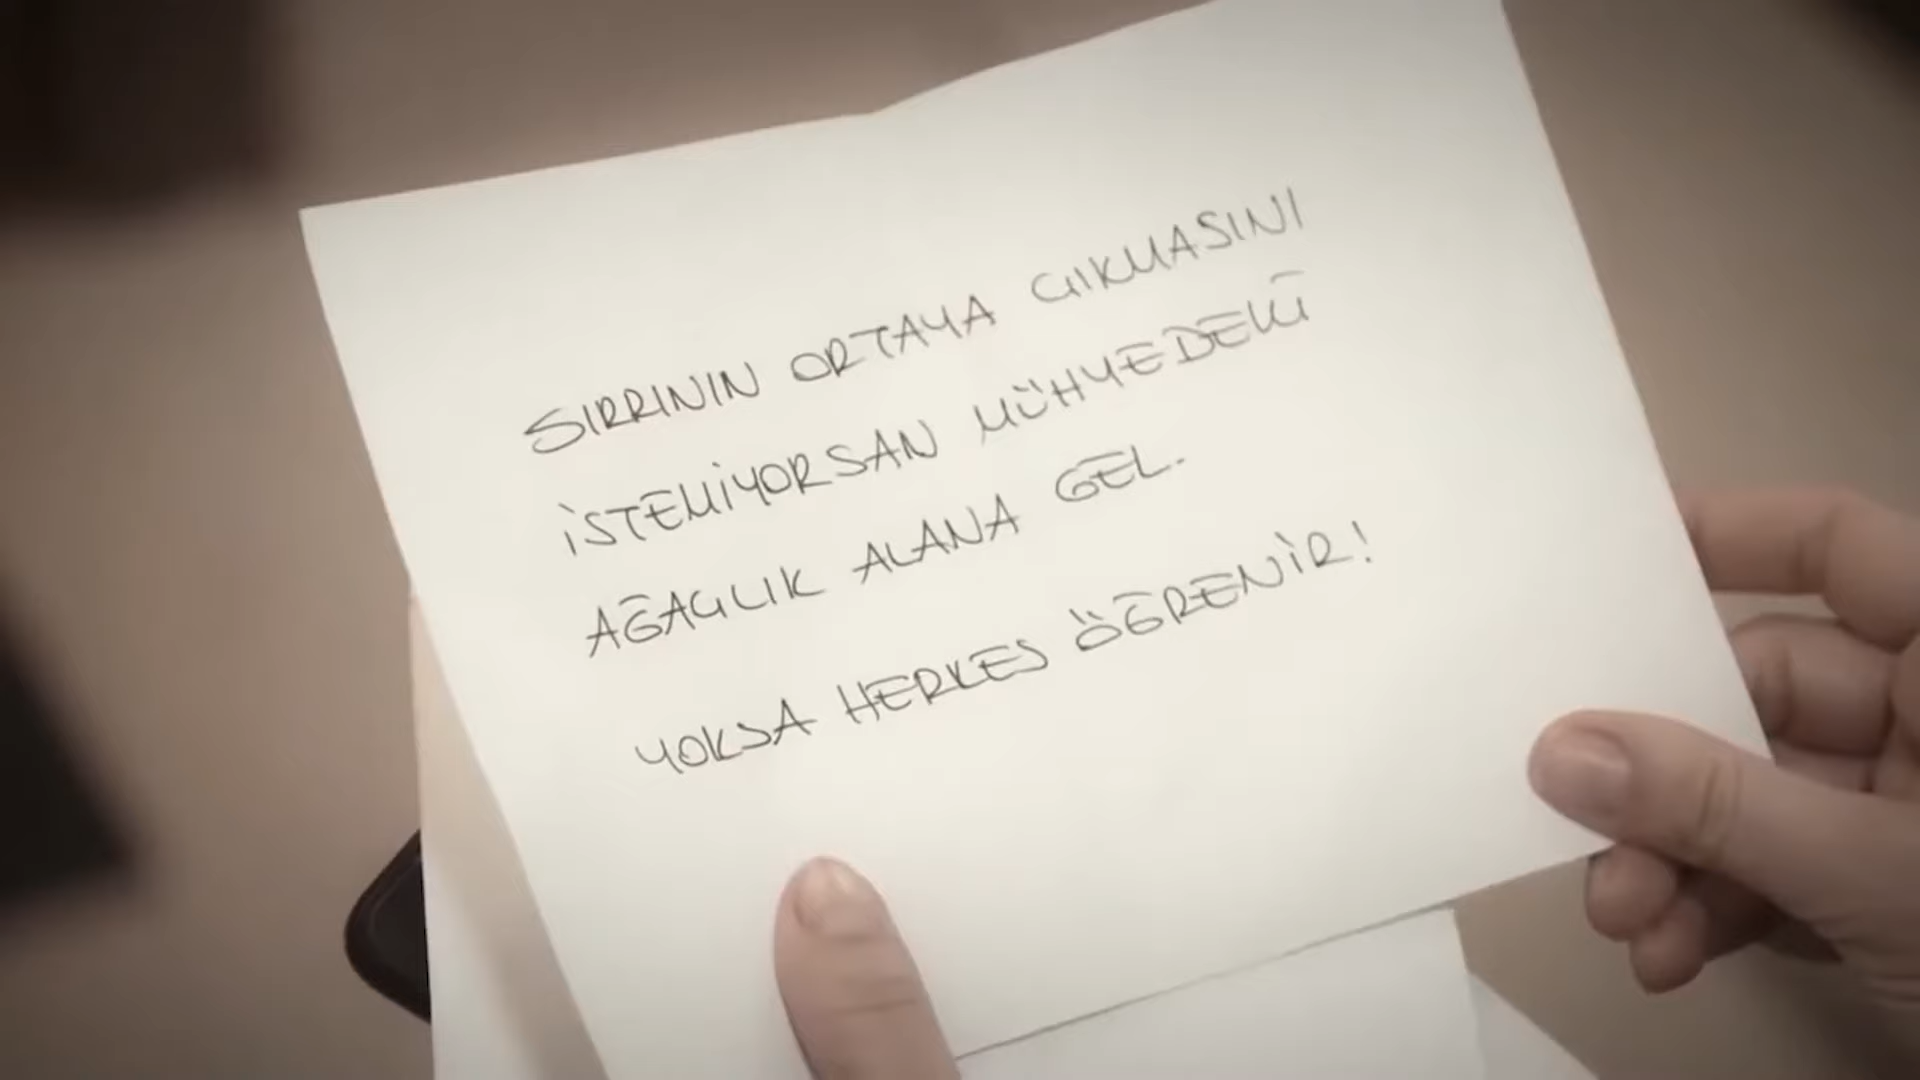 SIRRININ ORTAYA ÇIKMASINI
İSTEMİYORSAN MÜHYEDEKİ
AĞAÇLIK ALANA GEL.
YOKSA HERKES ÖĞRENİR!